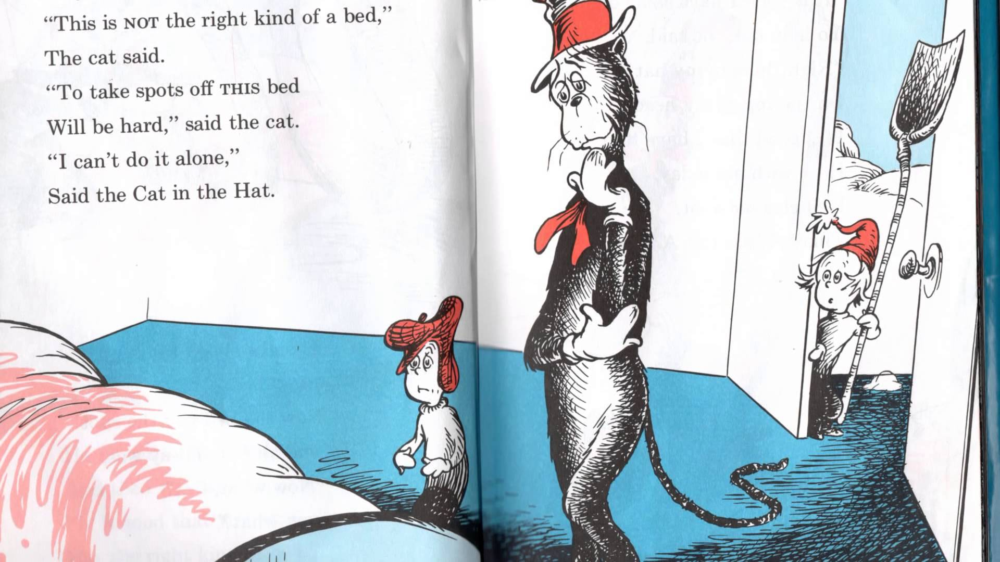 “This is NOT the right kind of a bed,”
The cat said.
“To take spots off THIS bed
Will be hard,” said the cat.
“I can’t do it alone,”
Said the Cat in the Hat.